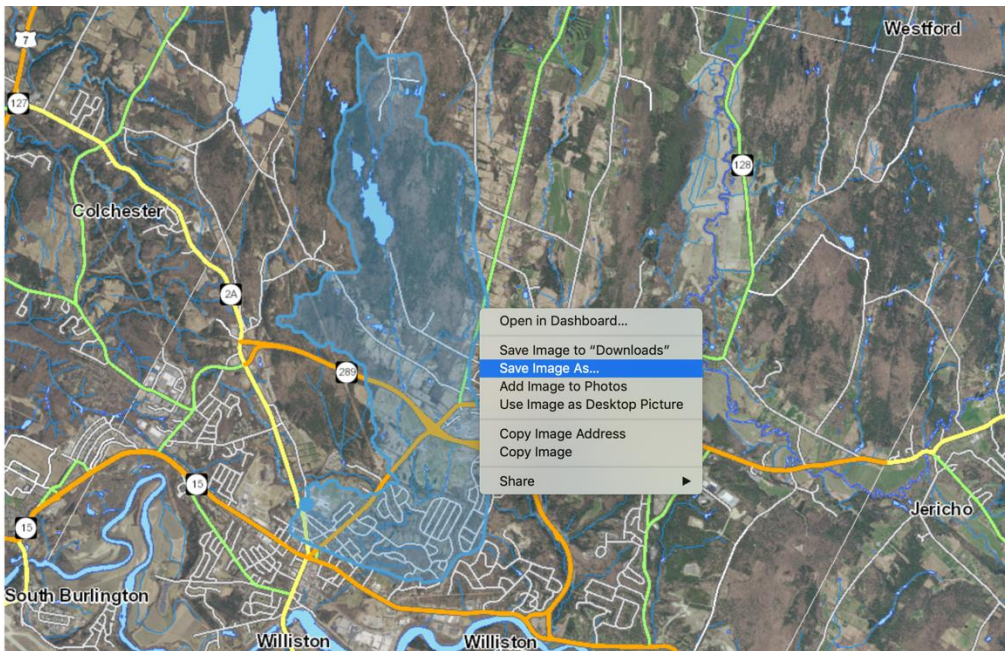 Westford
7
127
128
Colchester
2A
289
Open in Dashboard...
Save Image to “Downloads”
Save Image As...
Add Image to Photos
Use Image as Desktop Picture
Copy Image Address
Copy Image
Share
15
15
Jericho
South Burlington
Williston
Williston